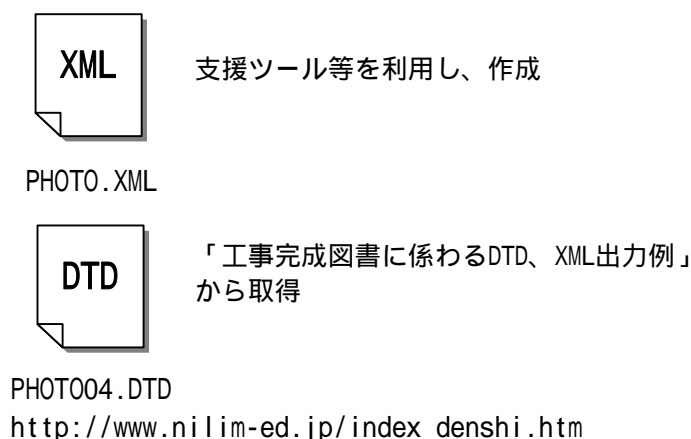 XML
支援ツール等を利用し、作成
PHOTO.XML
DTD
「工事完成図書に係わるDTD、XML出力例」
から取得
PHOTO04.DTD
http://www.nilim-ed.jp/index denshi.htm